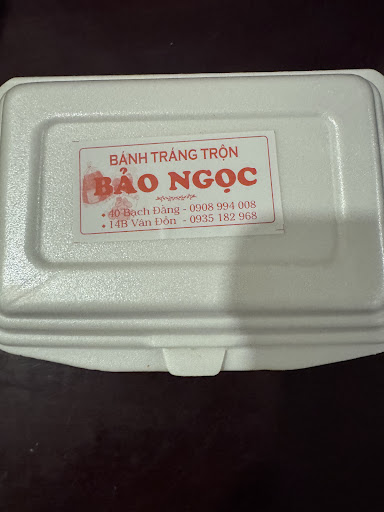 BÁNH TRÁNG TRỘN
BẢO NGỌC
• 40 Bạch Đằng - 0908 994 008
• 14B Vân Đồn - 0935 182 968